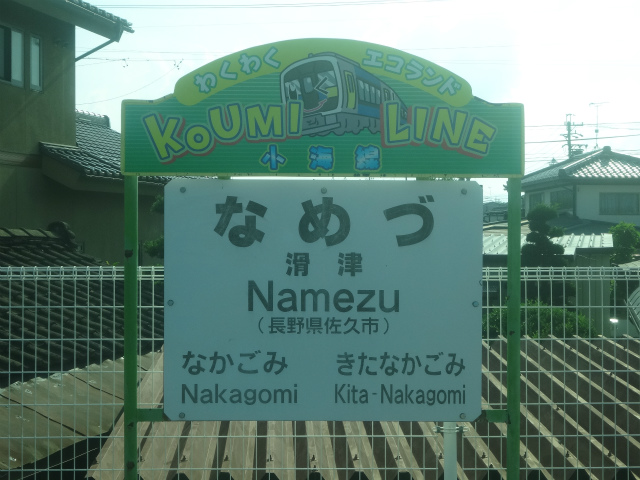 わくわく エコランド
KoUMI LINE
小海線
なめづ
滑津
Namezu
(長野県佐久市)
なかごみ きたなかごみ
Nakagomi Kita-Nakagomi